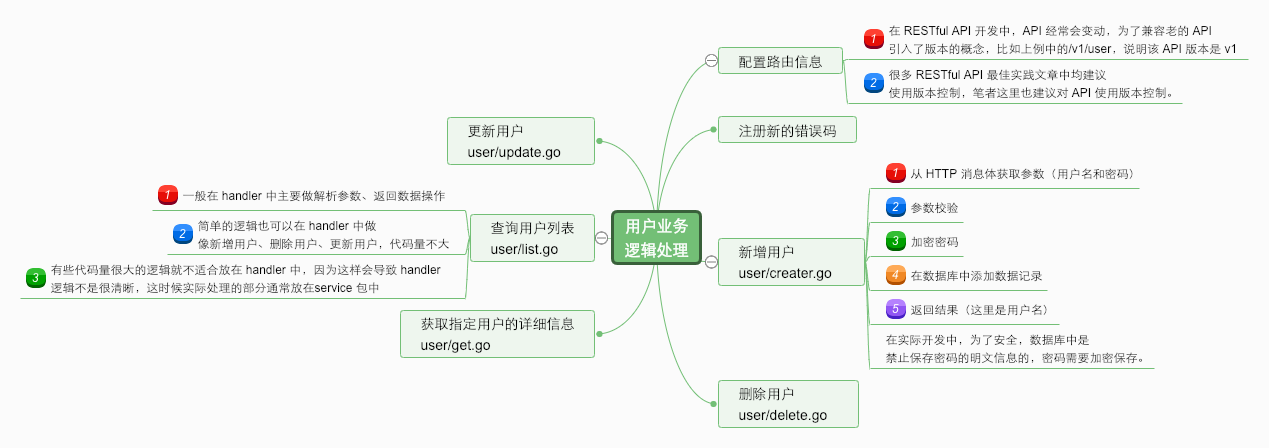 用户业务
逻辑处理
配置路由信息
1
在 RESTful API 开发中，API 经常会变动，为了兼容老的 API
引入了版本的概念，比如上例中的/v1/user，说明该 API 版本是 v1
2
很多 RESTful API 最佳实践文章中均建议
使用版本控制，笔者这里也建议对 API 使用版本控制。
注册新的错误码
新增用户
user/creater.go
1
从 HTTP 消息体获取参数（用户名和密码）
2
参数校验
3
加密密码
4
在数据库中添加数据记录
5
返回结果（这里是用户名）
在实际开发中，为了安全，数据库中是
禁止保存密码的明文信息的，密码需要加密保存。
删除用户
user/delete.go
更新用户
user/update.go
查询用户列表
user/list.go
1
一般在 handler 中主要做解析参数、返回数据操作
2
简单的逻辑也可以在 handler 中做
像新增用户、删除用户、更新用户，代码量不大
3
有些代码量很大的逻辑就不适合放在 handler 中，因为这样会导致 handler
逻辑不是很清晰，这时候实际处理的部分通常放在service 包中
获取指定用户的详细信息
user/get.go